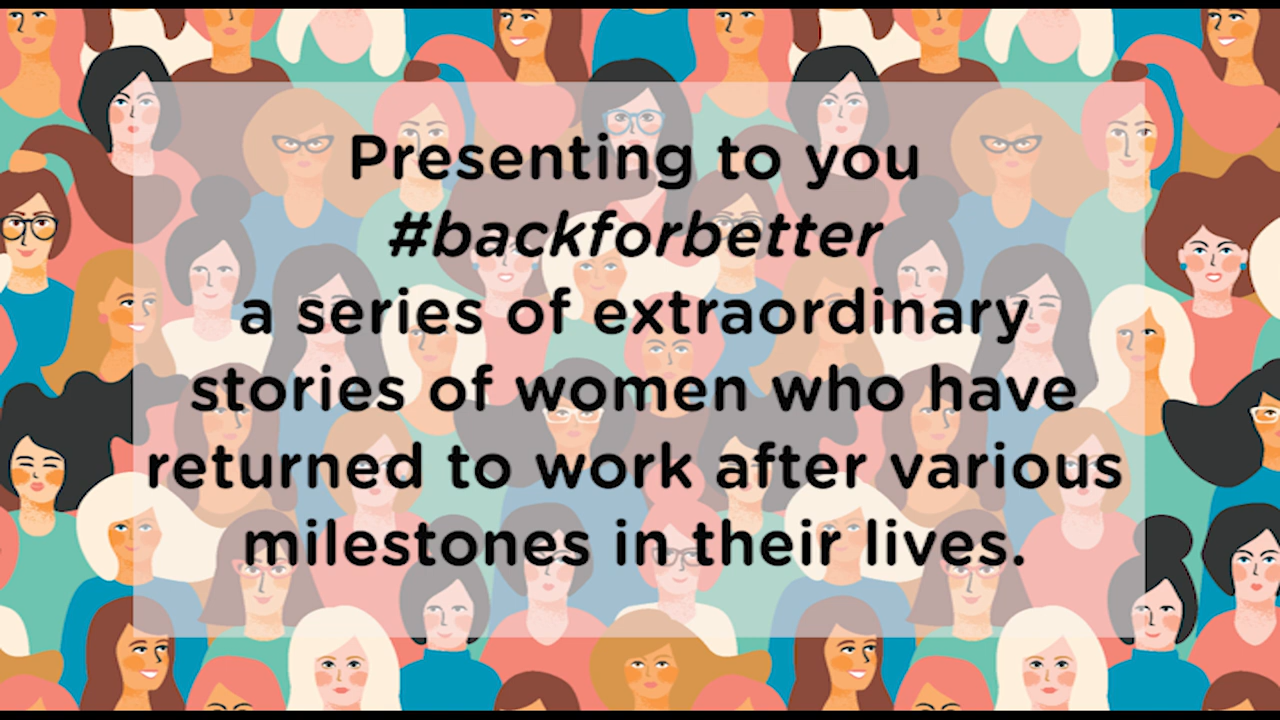 Presenting to you
#backforbetter
a series of extraordinary
stories of women who have
returned to work after various
milestones in their lives.